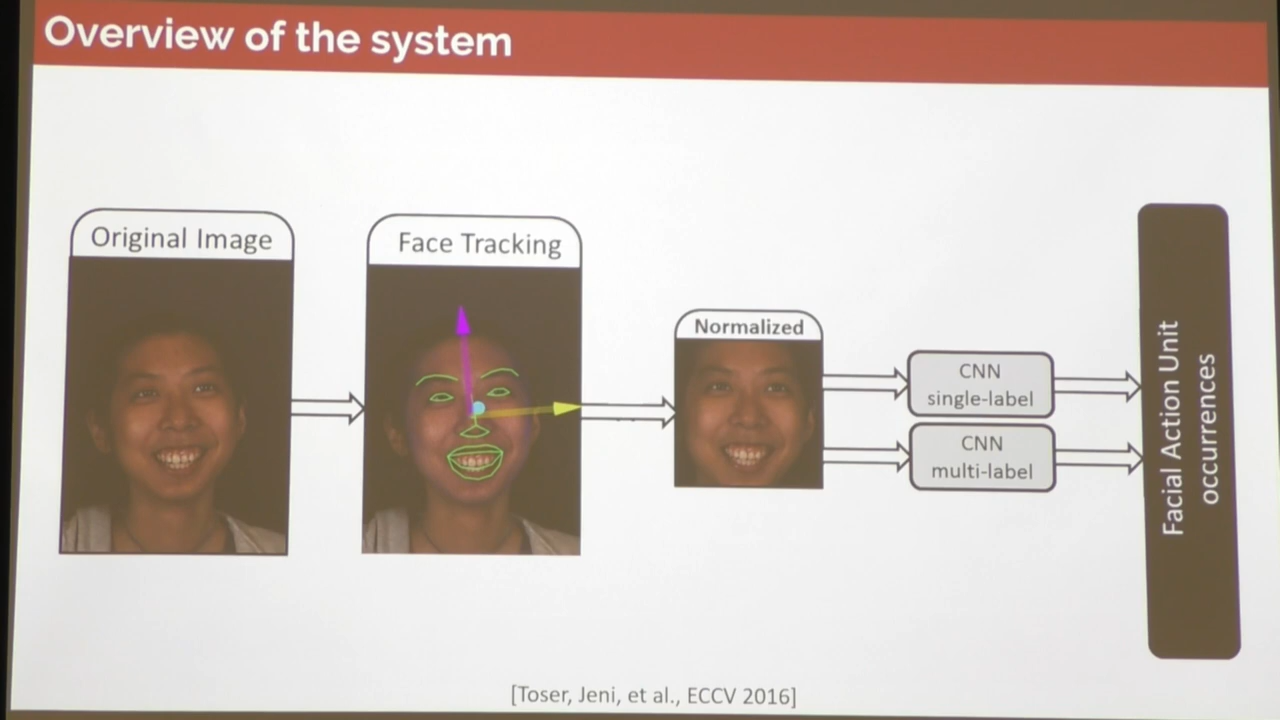 Overview of the system
Original Image
Face Tracking
Normalized
CNN
single-label
CNN
multi-label
Facial Action Unit
occurrences
[Toser, Jeni, et al., ECCV 2016]